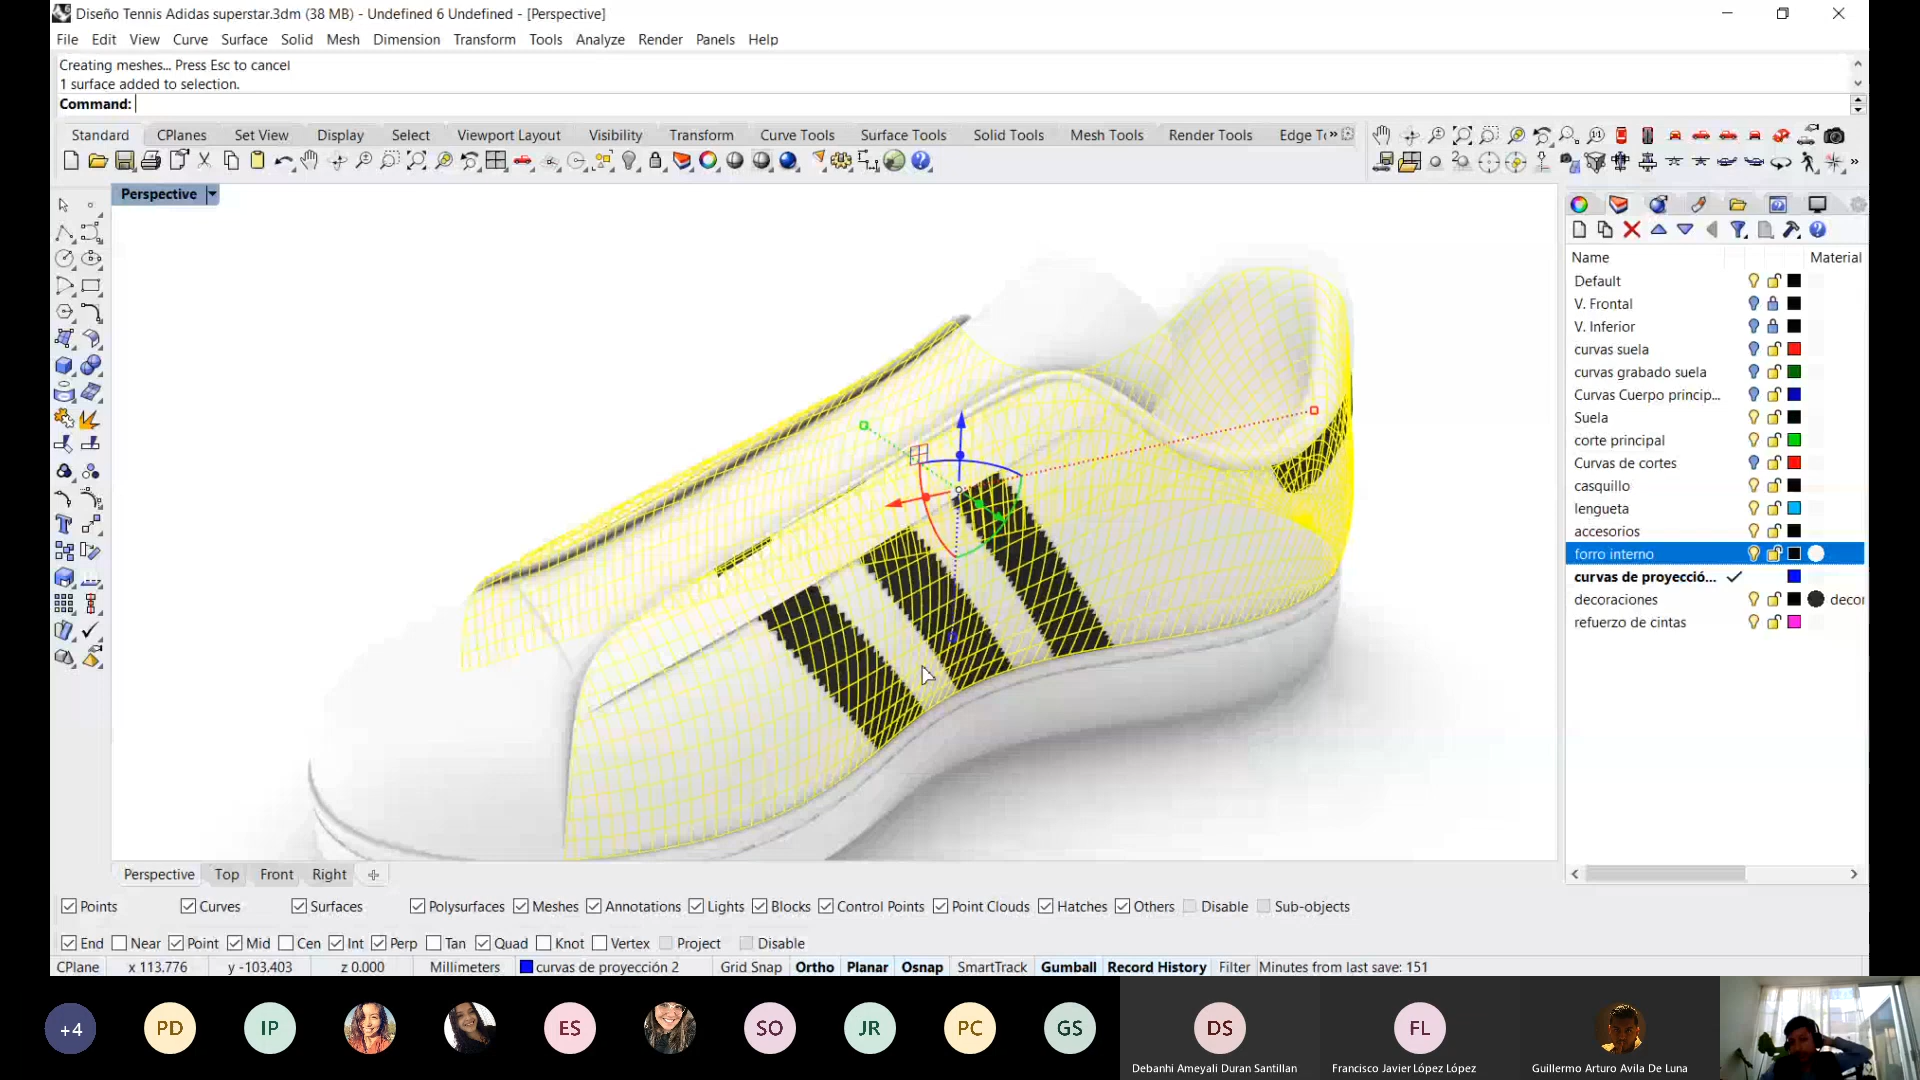 Diseño Tennis Adidas superstar.3dm (38 MB) - Undefined 6 Undefined - [Perspective]
File Edit View Curve Surface Solid Mesh Dimension Transform Tools Analyze Render Panels Help
Creating meshes... Press Esc to cancel
1 surface added to selection.
Command:
Standard CPlanes Set View Display Select Viewport Layout Visibility Transform Curve Tools Surface Tools Solid Tools Mesh Tools Render Tools Edge Tc
Perspective
Name Material
Default
V. Frontal
V. Inferior
curvas suela
curvas grabado suela
Curvas Cuerpo princip...
Suela
corte principal
Curvas de cortes
casquillo
lengueta
accesorios
forro interno
curvas de proyecció...
decoraciones decor
refuerzo de cintas
Perspective Top Front Right
Points Curves Surfaces Polysurfaces Meshes Annotations Lights Blocks Control Points Point Clouds Hatches Others Disable Sub-objects
End Near Point Mid Cen Int Perp Tan Quad Knot Vertex Project Disable
CPlane x 113.776 y -103.403 z 0.000 Millimeters curvas de proyección 2 Grid Snap Ortho Planar Osnap SmartTrack Gumball Record History Filter Minutes from last save: 151
+4 PD IP ES SO JR PC GS DS FL
Debanhi Ameyali Duran Santillan Francisco Javier López López Guillermo Arturo Avila De Luna